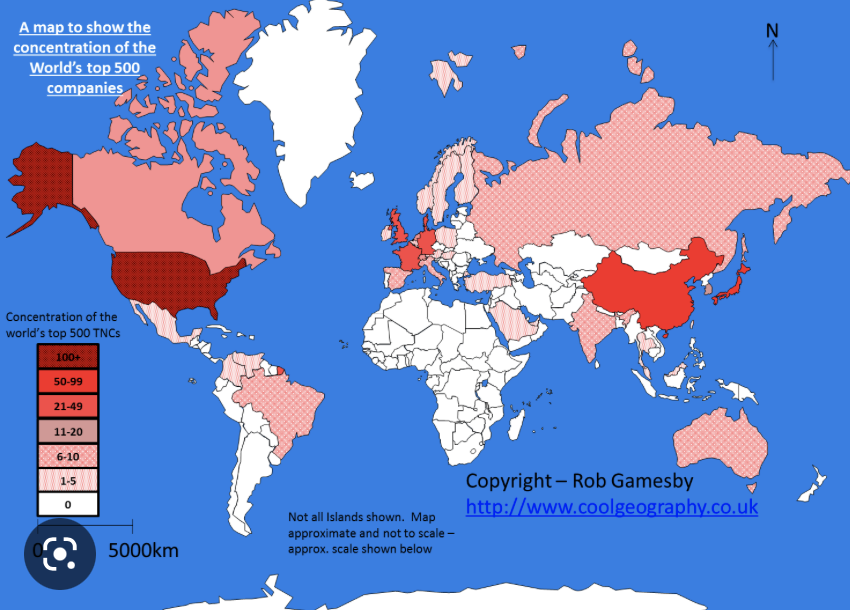 A map to show the
concentration of the
World's top 500
companies
N
Concentration of the
world's top 500 TNCs
100+
50-99
21-49
11-20
6-10
1-5
0
0
5000km
Not all Islands shown.  Map
approximate and not to scale –
approx. scale shown below
Copyright – Rob Gamesby
http://www.coolgeography.co.uk